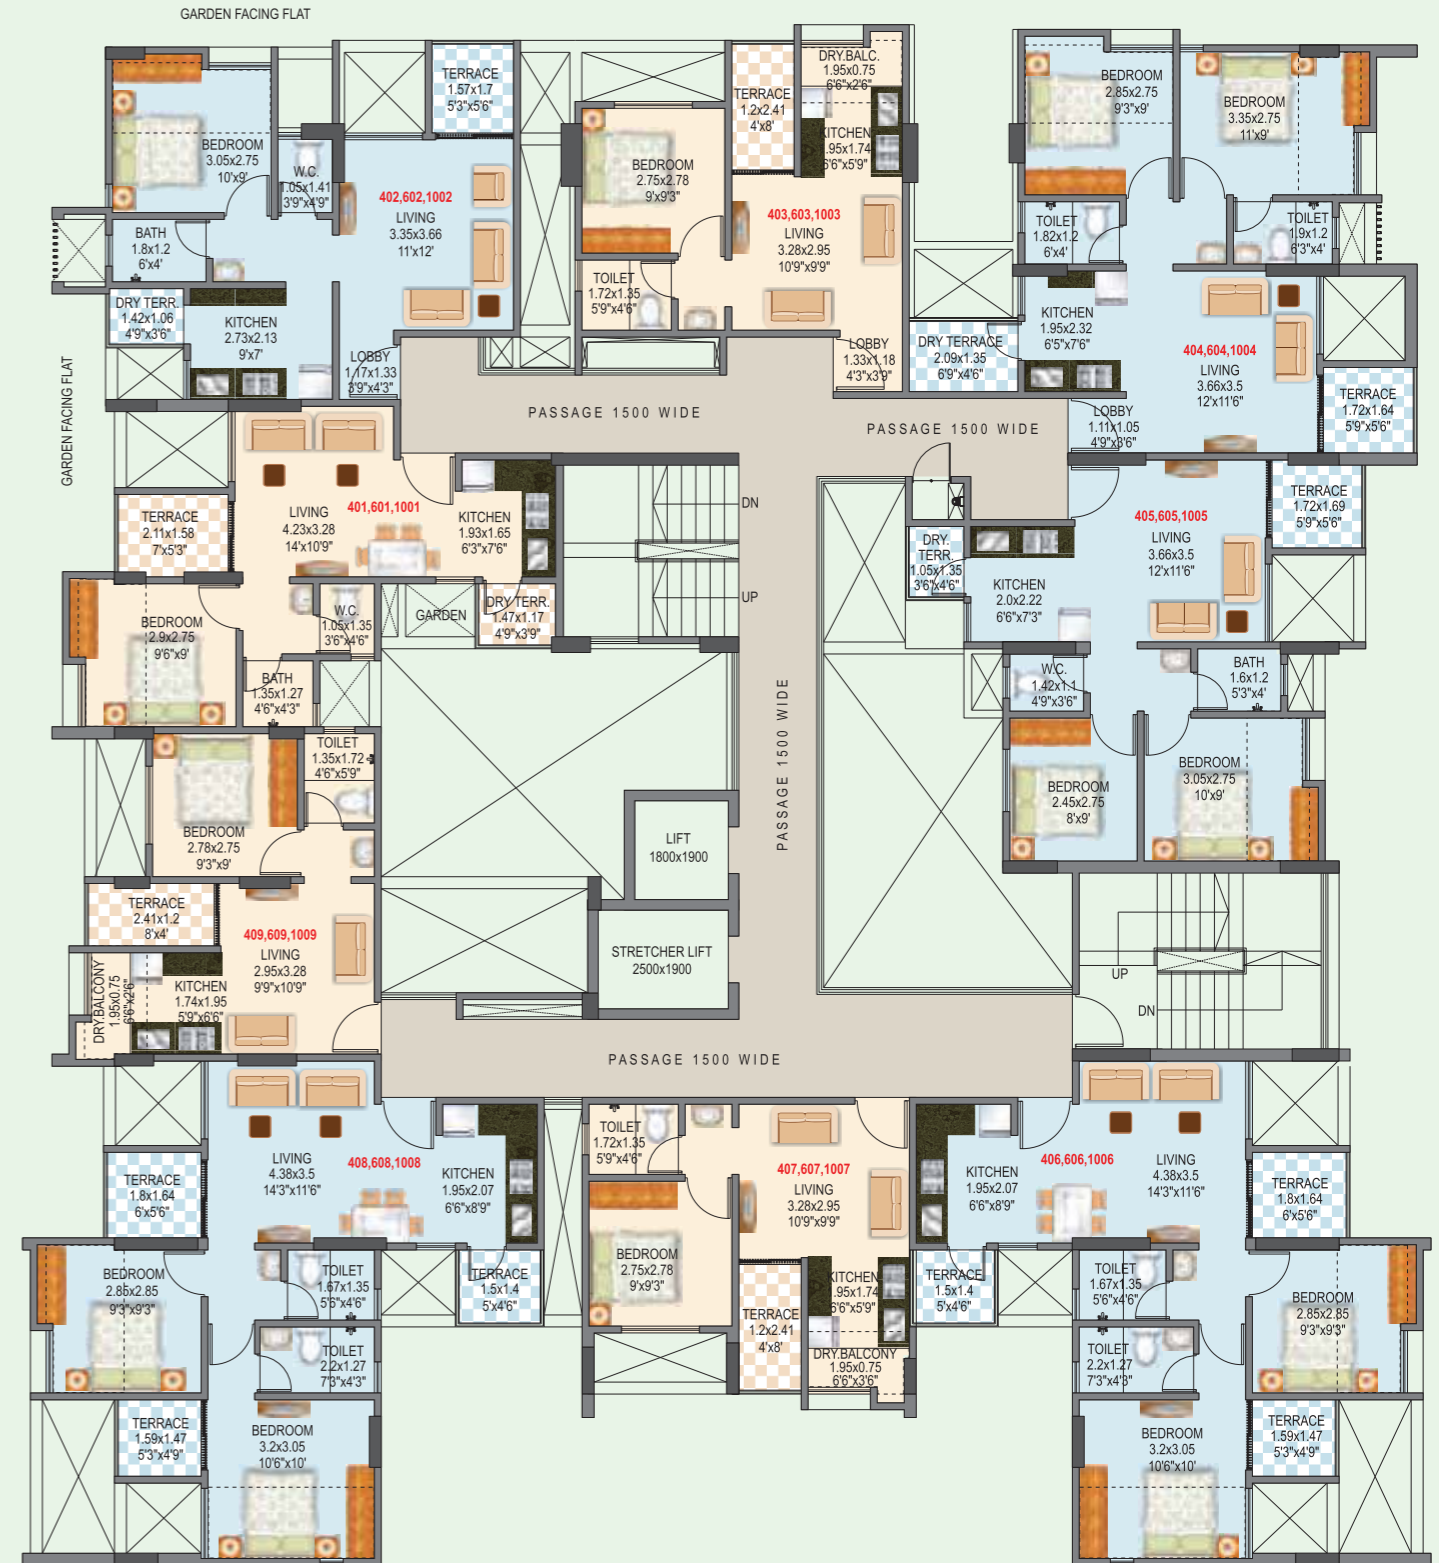 GARDEN FACING FLAT
GARDEN FACING FLAT
BEDROOM
3.05x2.75
10'x9'
W.C.
1.05x1.41
3'9"x4'9"
TERRACE
1.57x1.7
5'3"x5'6"
402,602,1002
LIVING
3.35x3.66
11'x12'
BATH
1.8x1.2
6'x4'
DRY TERR.
1.42x1.06
4'9"x3'6"
KITCHEN
2.73x2.13
9'x7'
LOBBY
1.17x1.33
3'9"x4'3"
BEDROOM
2.75x2.78
9'x9'3"
TERRACE
1.2x2.41
4'x8'
DRY.BALC.
1.95x0.75
6'6"x2'6"
KITCHEN
1.95x1.74
6'6"x5'9"
403,603,1003
LIVING
3.28x2.95
10'9"x9'9"
TOILET
1.72x1.35
5'9"x4'6"
LOBBY
1.33x1.18
4'3"x3'9"
BEDROOM
2.85x2.75
9'3"x9'
BEDROOM
3.35x2.75
11'x9'
TOILET
1.82x1.2
6'x4'
TOILET
1.9x1.2
6'3"x4'
KITCHEN
1.95x2.32
6'5"x7'6"
DRY TERRACE
2.09x1.35
6'9"x4'6"
404,604,1004
LIVING
3.66x3.5
12'x11'6"
TERRACE
1.72x1.64
5'9"x5'6"
LOBBY
1.11x1.05
4'9"x3'6"
PASSAGE 1500 WIDE
PASSAGE 1500 WIDE
401,601,1001
LIVING
4.23x3.28
14'x10'9"
KITCHEN
1.93x1.65
6'3"x7'6"
TERRACE
2.11x1.58
7'x5'3"
BEDROOM
2.9x2.75
9'6"x9'
W.C.
1.05x1.35
3'6"x4'6"
GARDEN
DRY TERR.
1.47x1.17
4'9"x3'9"
BATH
1.35x1.27
4'6"x4'3"
DN
UP
PASSAGE 1500 WIDE
405,605,1005
LIVING
3.66x3.5
12'x11'6"
TERRACE
1.72x1.69
5'9"x5'6"
DRY.
TERR.
1.05x1.35
3'6"x4'6"
KITCHEN
2.0x2.22
6'6"x7'3"
W.C.
1.42x1.1
4'9"x3'6"
BATH
1.6x1.2
5'3"x4'
BEDROOM
2.45x2.75
8'x9'
BEDROOM
3.05x2.75
10'x9'
TOILET
1.35x1.72
4'6"x5'9"
BEDROOM
2.78x2.75
9'3"x9'
TERRACE
2.41x1.2
8'x4'
409,609,1009
LIVING
2.95x3.28
9'9"x10'9"
DRY.BALCONY
1.95x0.75
6'6"x2'6"
KITCHEN
1.74x1.95
5'9"x6'6"
LIFT
1800x1900
STRETCHER LIFT
2500x1900
UP
DN
PASSAGE 1500 WIDE
LIVING
4.38x3.5
14'3"x11'6"
408,608,1008
KITCHEN
1.95x2.07
6'6"x8'9"
TERRACE
1.8x1.64
6'x5'6"
BEDROOM
2.85x2.85
9'3"x9'3"
TOILET
1.67x1.35
5'6"x4'6"
TERRACE
1.5x1.4
5'x4'6"
TOILET
2.2x1.27
7'3"x4'3"
TERRACE
1.59x1.47
5'3"x4'9"
BEDROOM
3.2x3.05
10'6"x10'
TOILET
1.72x1.35
5'9"x4'6"
407,607,1007
LIVING
3.28x2.95
10'9"x9'9"
BEDROOM
2.75x2.78
9'x9'3"
TERRACE
1.2x2.41
4'x8'
KITCHEN
1.95x1.74
6'6"x5'9"
DRY.BALCONY
1.95x0.75
6'6"x3'6"
KITCHEN
1.95x2.07
6'6"x8'9"
406,606,1006
LIVING
4.38x3.5
14'3"x11'6"
TERRACE
1.8x1.64
6'x5'6"
TERRACE
1.5x1.4
5'x4'6"
TOILET
1.67x1.35
5'6"x4'6"
BEDROOM
2.85x2.85
9'3"x9'3"
TOILET
2.2x1.27
7'3"x4'3"
BEDROOM
3.2x3.05
10'6"x10'
TERRACE
1.59x1.47
5'3"x4'9"